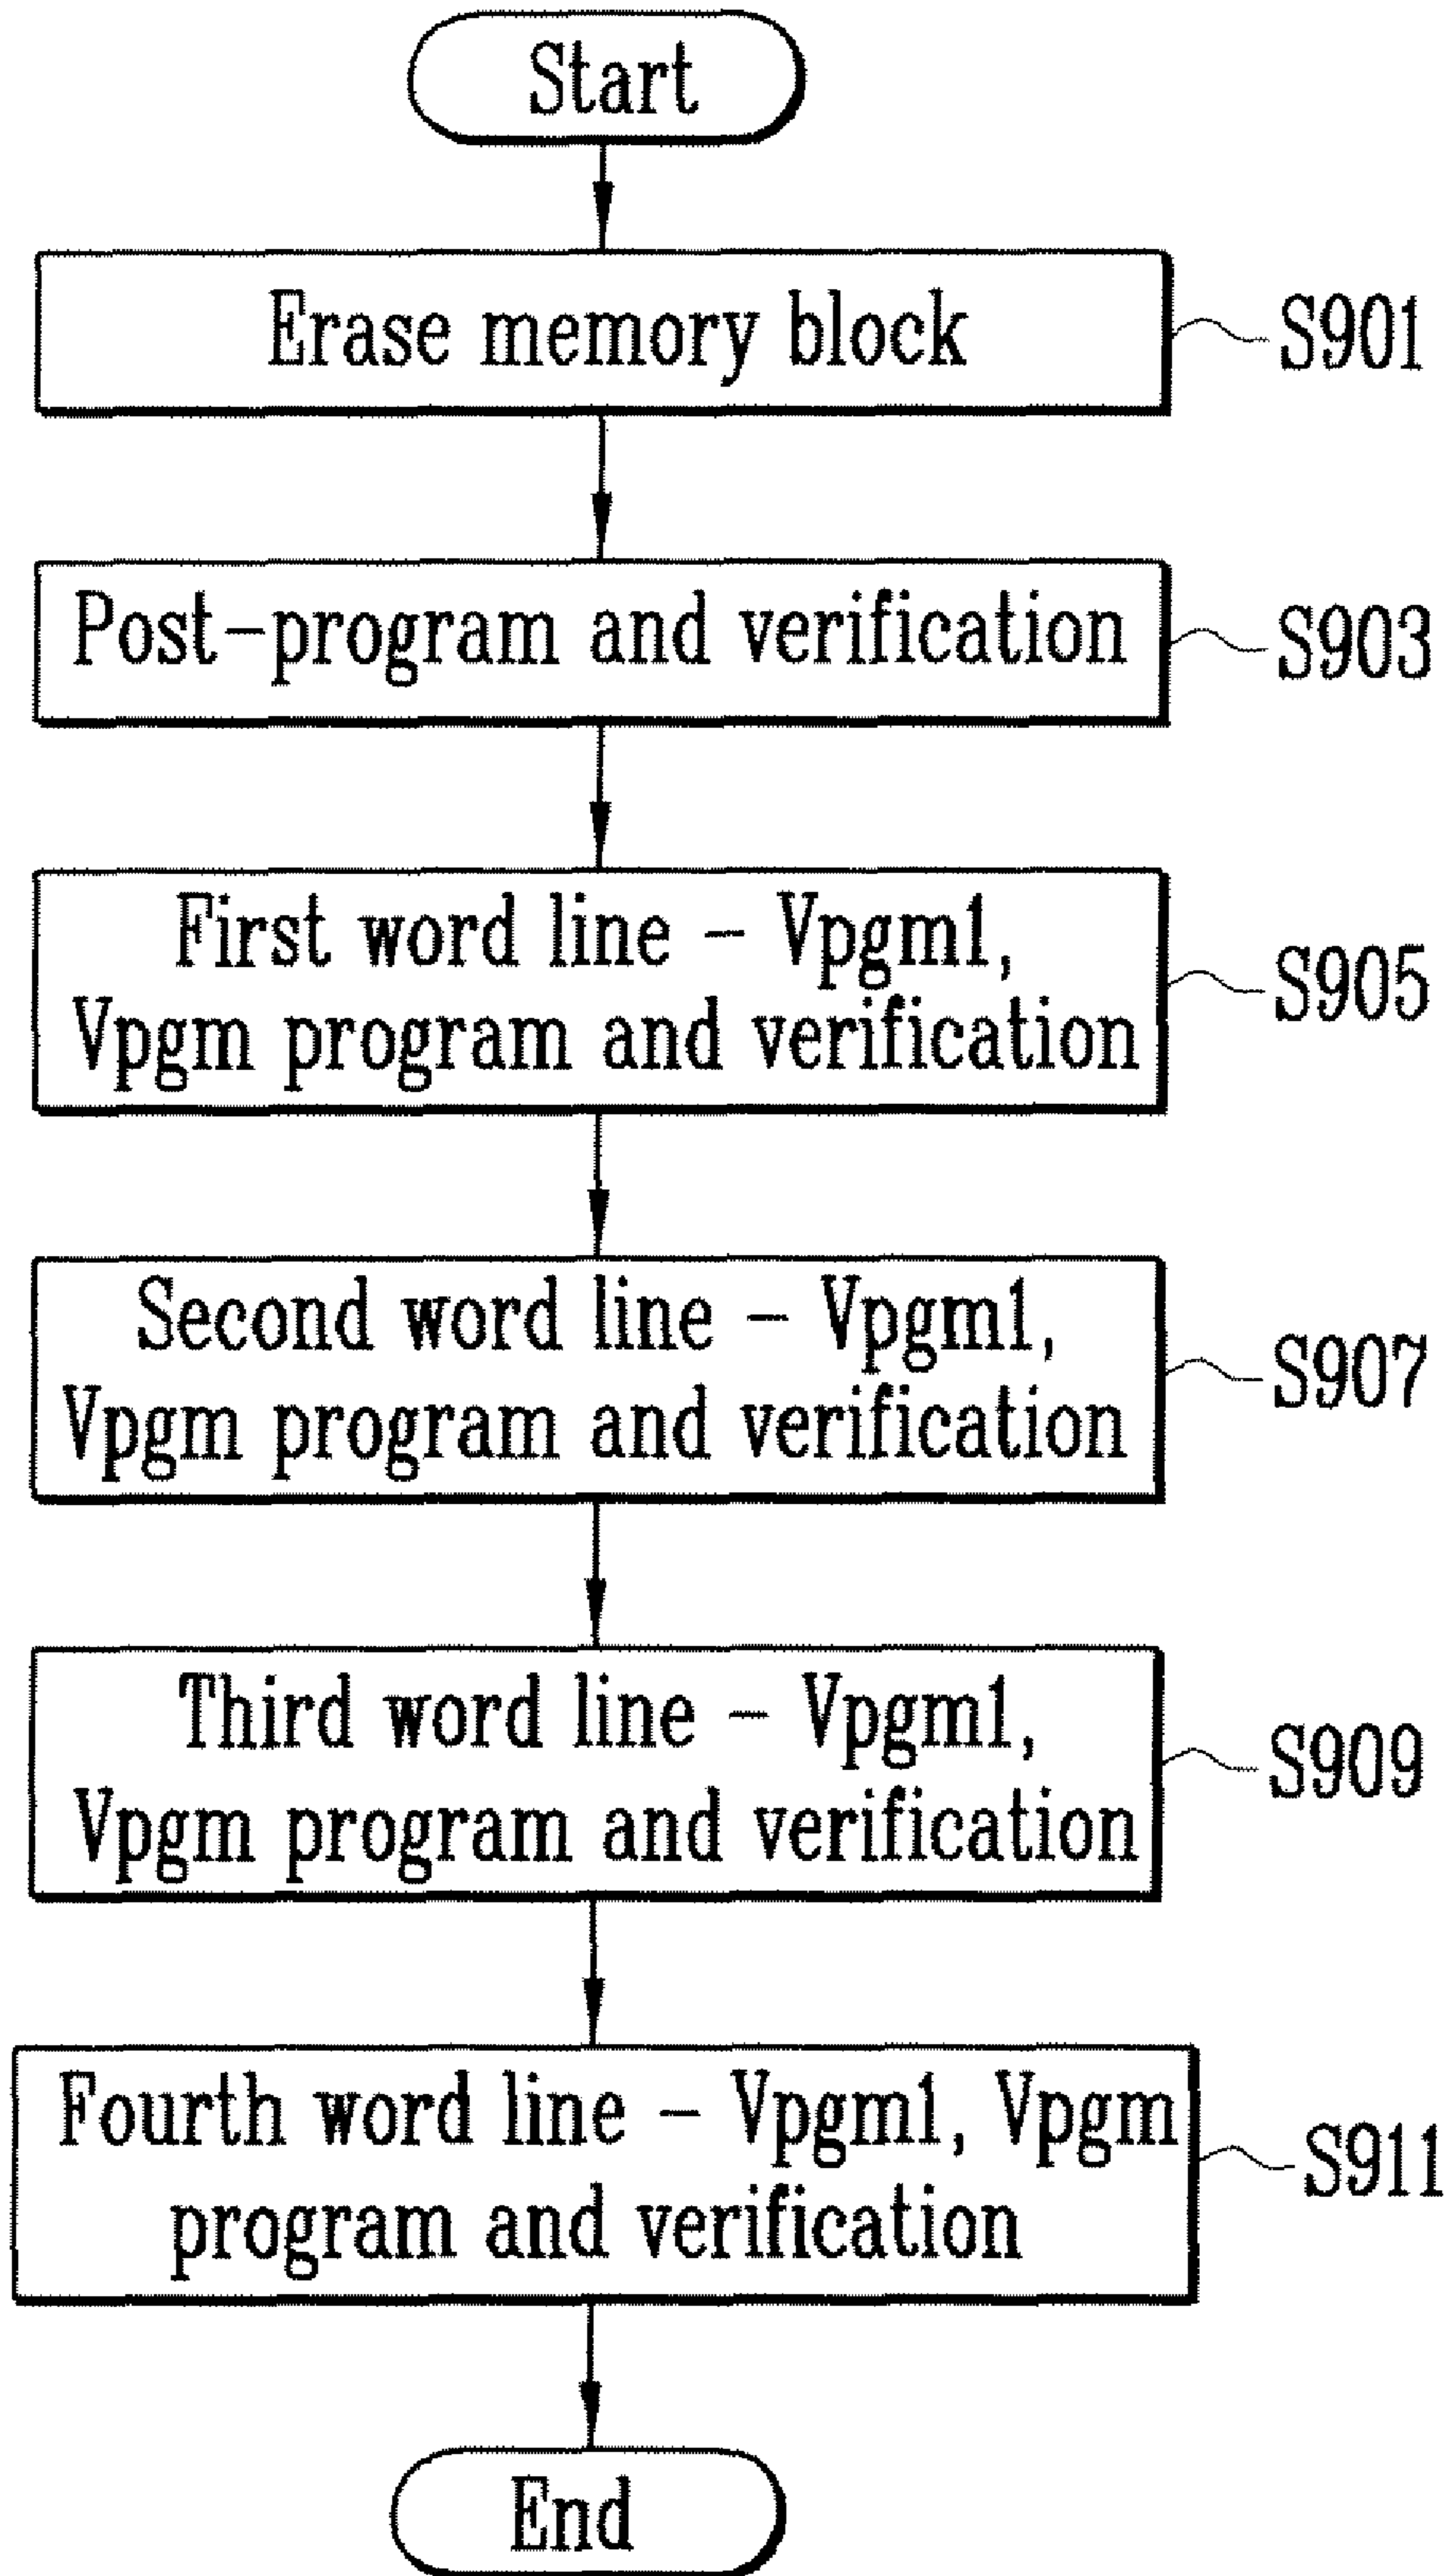 Start
Erase memory block
S901
Post-program and verification
S903
First word line - Vpgm1,
Vpgm program and verification
S905
Second word line - Vpgm1,
Vpgm program and verification
S907
Third word line - Vpgm1,
Vpgm program and verification
S909
Fourth word line - Vpgm1, Vpgm
program and verification
S911
End